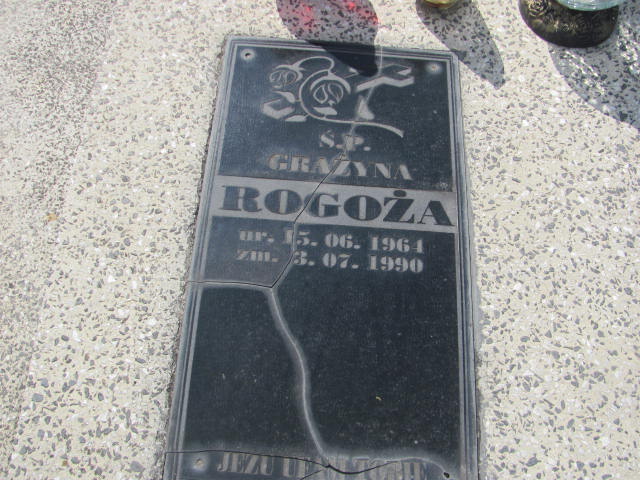 Ś.P.
GRAŻYNA
ROGOŻA
ur. 15. 06. 1964
zm. 3. 07. 1990
JEZU